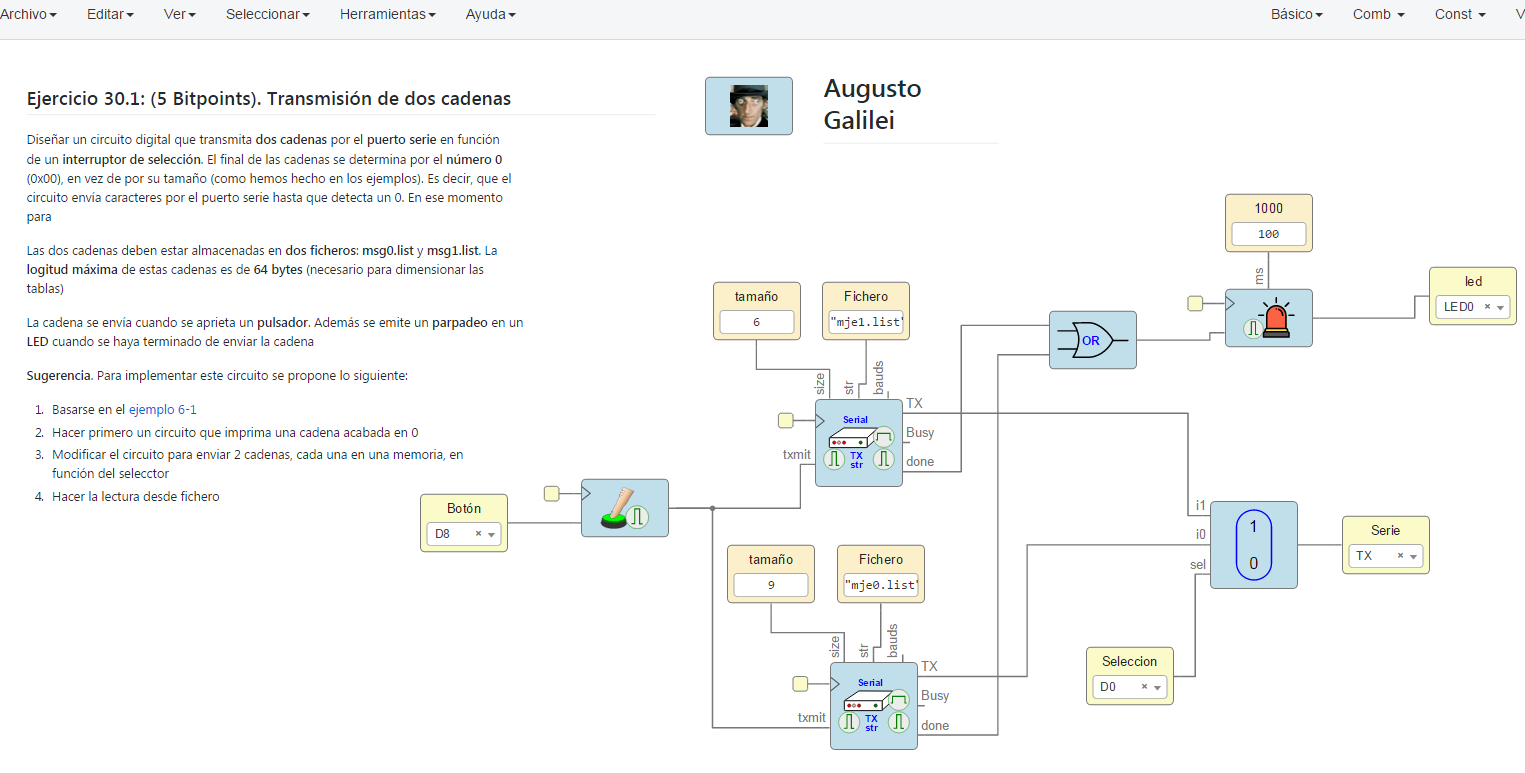 Archivo Editar Ver Seleccionar Herramientas Ayuda Básico Comb Const V
Ejercicio 30.1: (5 Bitpoints). Transmisión de dos cadenas
Diseñar un circuito digital que transmita dos cadenas por el puerto serie en función
de un interruptor de selección. El final de las cadenas se determina por el número 0
(0x00), en vez de por su tamaño (como hemos hecho en los ejemplos). Es decir, que el
circuito envía caracteres por el puerto serie hasta que detecta un 0. En ese momento
para
Las dos cadenas deben estar almacenadas en dos ficheros: msg0.list y msg1.list. La
logitud máxima de estas cadenas es de 64 bytes (necesario para dimensionar las
tablas)
La cadena se envía cuando se aprieta un pulsador. Además se emite un parpadeo en un
LED cuando se haya terminado de enviar la cadena
Sugerencia. Para implementar este circuito se propone lo siguiente:
1. Basarse en el ejemplo 6-1
2. Hacer primero un circuito que imprima una cadena acabada en 0
3. Modificar el circuito para enviar 2 cadenas, cada una en una memoria, en
función del selecctor
4. Hacer la lectura desde fichero
Augusto
Galilei
1000
100
ms
led
LED0
OR
tamaño
6
Fichero
"mje1.list"
size
str
bauds
Serial
TX
str
txmit
TX
Busy
done
Botón
D8
tamaño
9
Fichero
"mje0.list"
size
str
bauds
Serial
TX
str
txmit
TX
Busy
done
i1
i0
sel
1
0
Serie
TX
Seleccion
D0